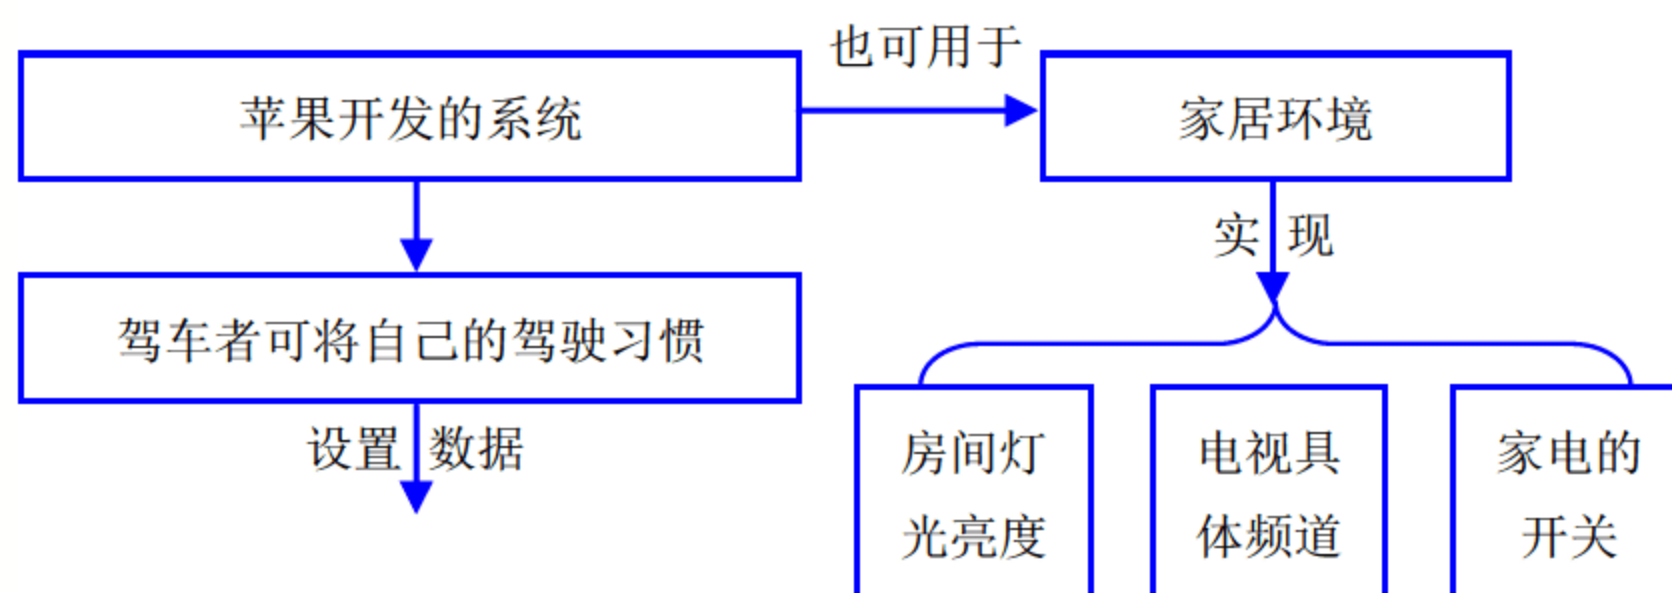 也可用于
苹果开发的系统
家居环境
实现
驾车者可将自己的驾驶习惯
设置 数据
房间灯
光亮度
电视具
体频道
家电的
开关